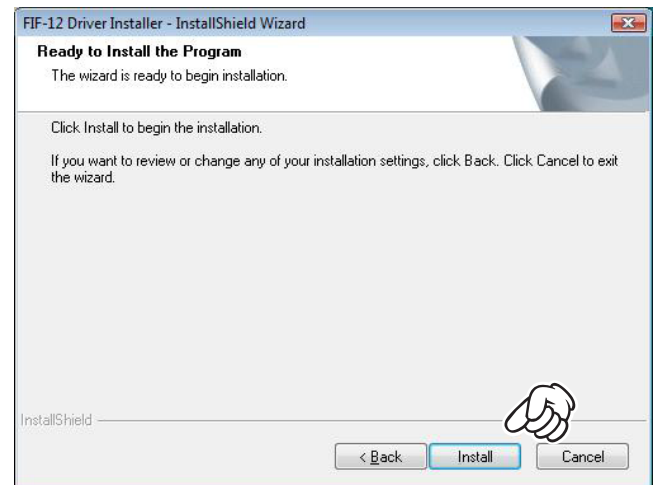 FIF-12 Driver Installer - InstallShield Wizard
Ready to Install the Program
The wizard is ready to begin installation.
Click Install to begin the installation.
If you want to review or change any of your installation settings, click Back. Click Cancel to exit
the wizard.
InstallShield
< Back
Install
Cancel